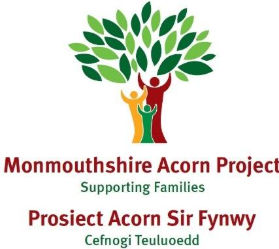 Monmouthshire Acorn Project
Supporting Families
Prosiect Acorn Sir Fynwy
Cefnogi Teuluoedd